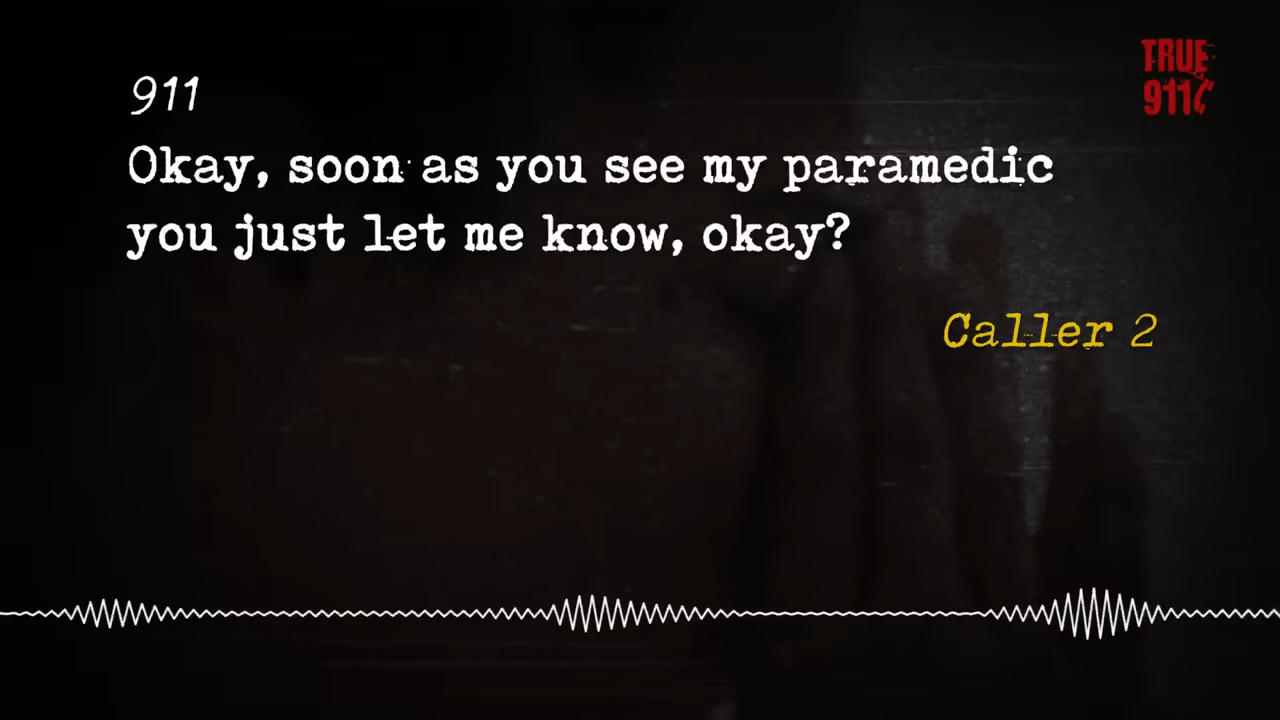 TRUE
911
911
Okay, soon as you see my paramedic
you just let me know, okay?
Caller 2